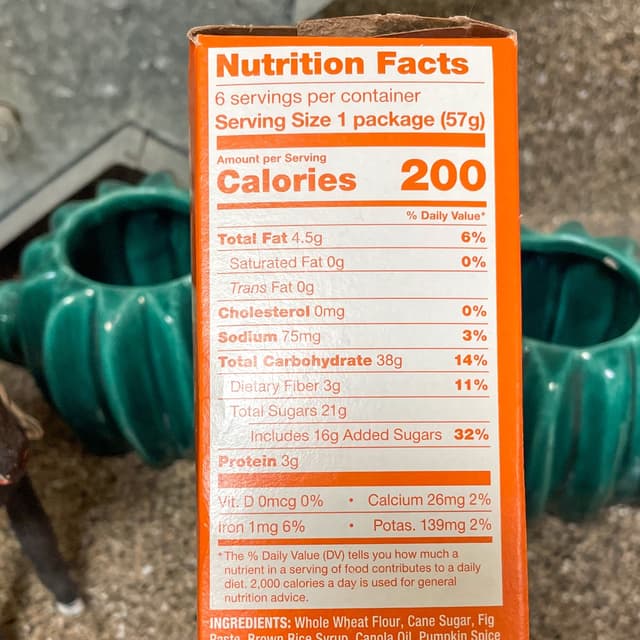 Nutrition Facts
6 servings per container
Serving Size 1 package (57g)
Amount per Serving
Calories 200
% Daily Value*
Total Fat 4.5g 6%
Saturated Fat 0g 0%
Trans Fat 0g
Cholesterol 0mg 0%
Sodium 75mg 3%
Total Carbohydrate 38g 14%
Dietary Fiber 3g 11%
Total Sugars 21g
Includes 16g Added Sugars 32%
Protein 3g
Vit. D 0mcg 0% • Calcium 26mg 2%
Iron 1mg 6% • Potas. 139mg 2%
*The % Daily Value (DV) tells you how much a
nutrient in a serving of food contributes to a daily
diet. 2,000 calories a day is used for general
nutrition advice.
INGREDIENTS: Whole Wheat Flour, Cane Sugar, Fig
Paste, Brown Rice Syrup, Canola Oil, Pumpkin Spice